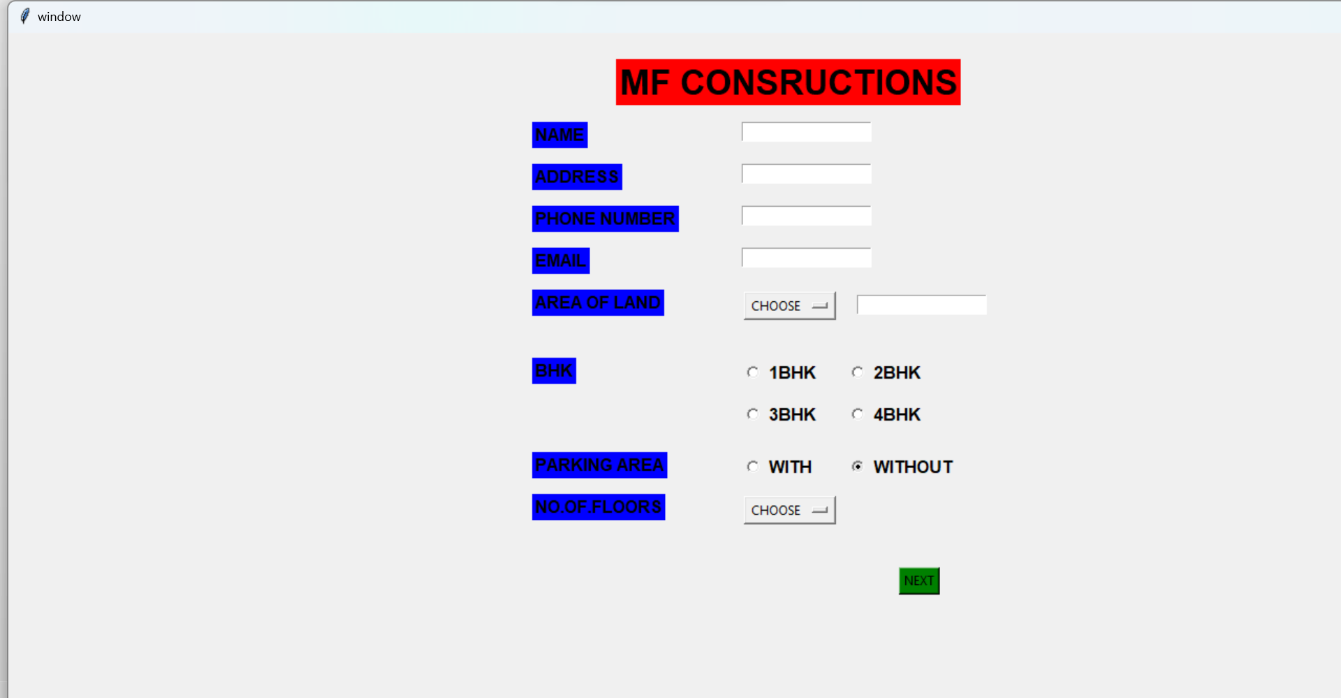 window
MF CONSRUCTIONS
NAME
ADDRESS
PHONE NUMBER
EMAIL
AREA OF LAND CHOOSE
BHK 1BHK 2BHK
3BHK 4BHK
PARKING AREA WITH WITHOUT
NO.OF.FLOORS CHOOSE
NEXT